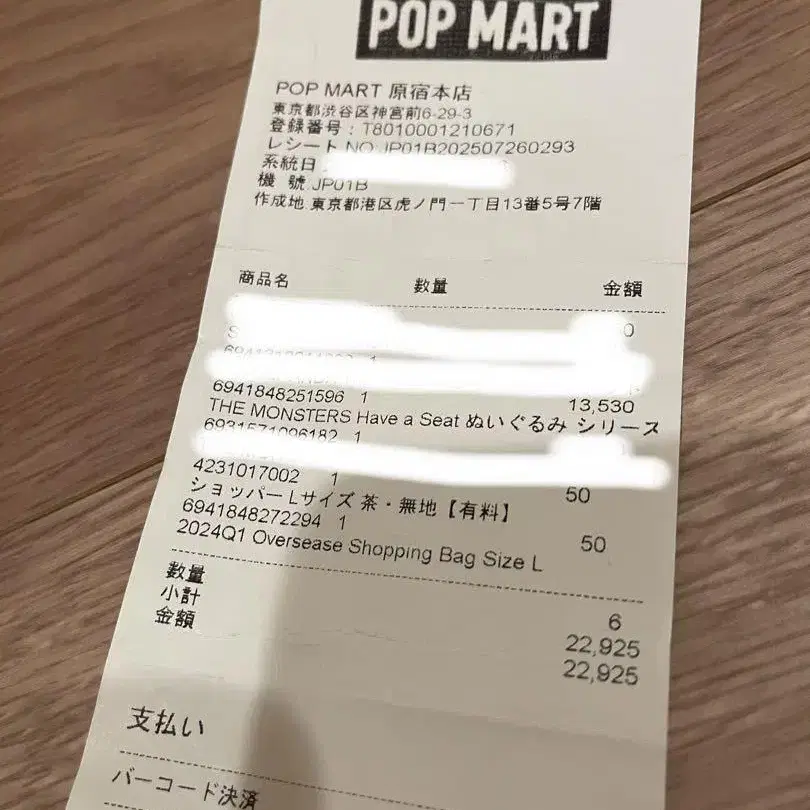 POP MART
POP MART 原宿本店
東京都渋谷区神宮前6-29-3
登録番号:T8010001210671
レシートNO.JP01B202507260293
系統日
機 號.JP01B
作成地.東京都港区虎ノ門一丁目13番5号7階
商品名 数量 金額
0
1
6941848251596 1 13,530
THE MONSTERS Have a Seat ぬいぐるみ シリーズ
6931571096182 1
4231017002 1 50
ショッパー Lサイズ 茶・無地【有料】
6941848272294 1 50
2024Q1 Oversease Shopping Bag Size L
数量 6
小計 22,925
金額 22,925
支払い
バーコード決済